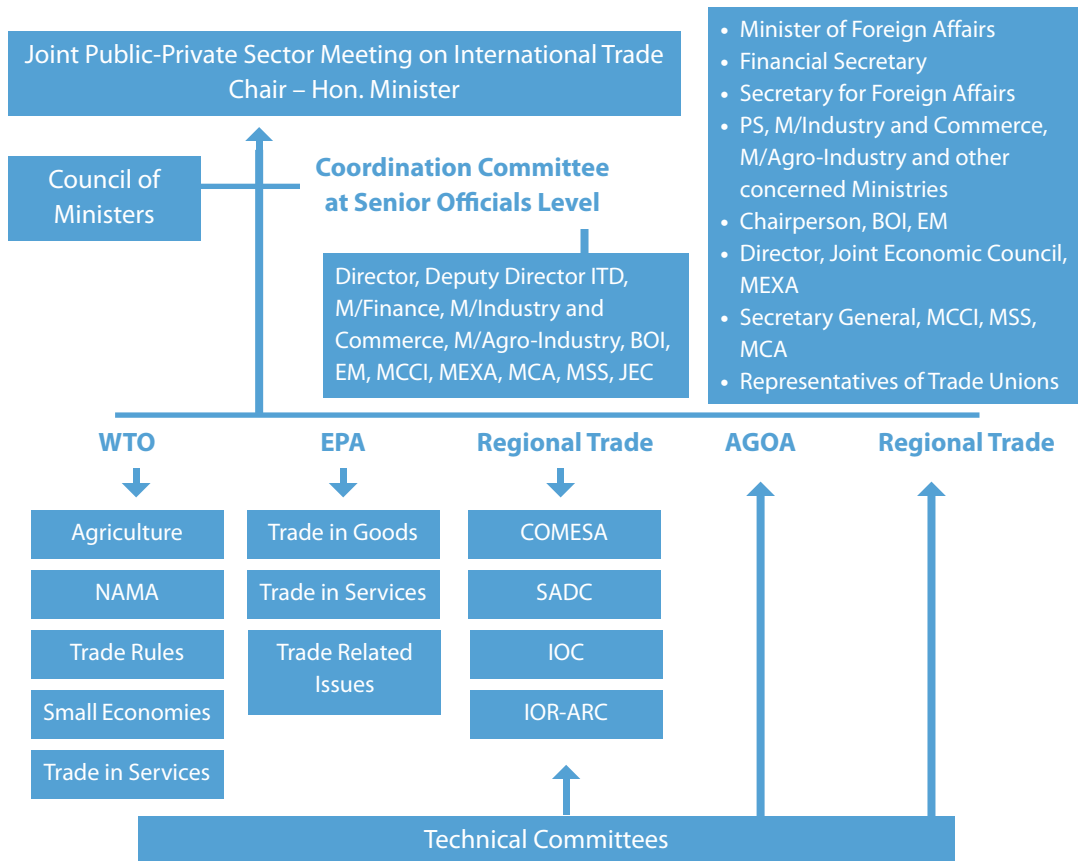 Joint Public-Private Sector Meeting on International Trade
Chair – Hon. Minister
Council of
Ministers
Coordination Committee
at Senior Officials Level
Director, Deputy Director ITD,
M/Finance, M/Industry and
Commerce, M/Agro-Industry, BOI,
EM, MCCI, MEXA, MCA, MSS, JEC
• Minister of Foreign Affairs
• Financial Secretary
• Secretary for Foreign Affairs
• PS, M/Industry and Commerce,
M/Agro-Industry and other
concerned Ministries
• Chairperson, BOI, EM
• Director, Joint Economic Council,
MEXA
• Secretary General, MCCI, MSS,
MCA
• Representatives of Trade Unions
WTO
Agriculture
NAMA
Trade Rules
Small Economies
Trade in Services
EPA
Trade in Goods
Trade in Services
Trade Related
Issues
Regional Trade
COMESA
SADC
IOC
IOR-ARC
AGOA
Regional Trade
Technical Committees